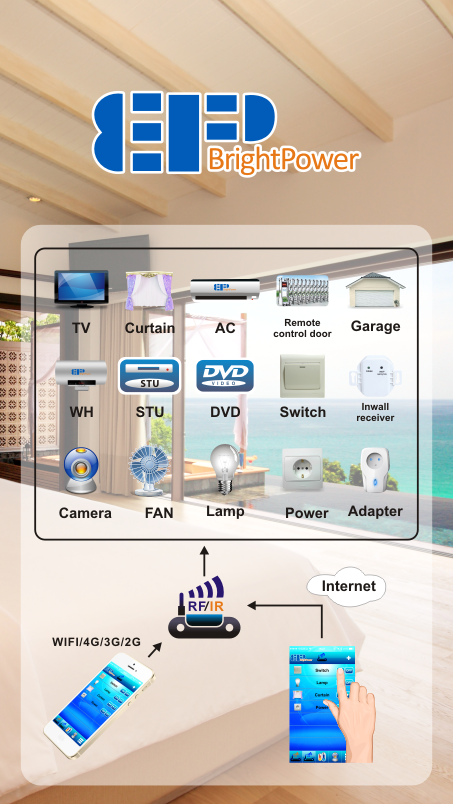 BP
BrightPower
TV
Curtain
AC
Remote
control door
Garage
WH
STU
STU
DVD
VIDEO
DVD
Switch
Inwall
receiver
Camera
FAN
Lamp
Power
Adapter
RF/IR
Internet
WIFI/4G/3G/2G
Switch
Lamp
Curtain